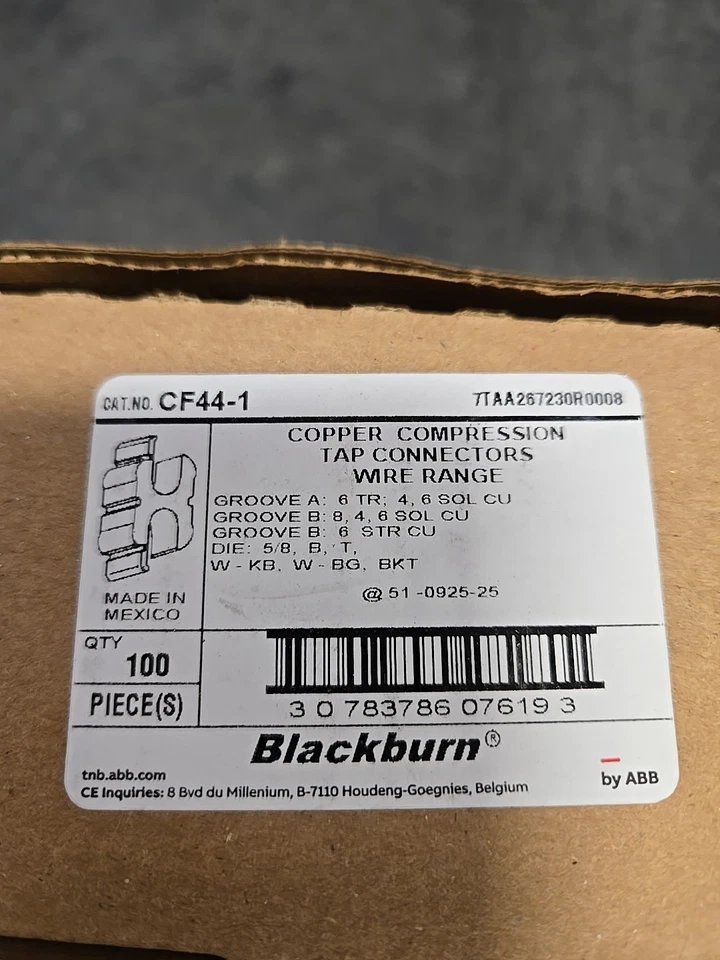 CAT.NO. CF44-1
7TAA267230R0008
COPPER COMPRESSION
TAP CONNECTORS
WIRE RANGE
GROOVE A: 6 TR; 4, 6 SOL CU
GROOVE B: 8, 4, 6 SOL CU
GROOVE B: 6 STR CU
DIE: 5/8, B, T,
W - KB, W - BG, BKT
@ 51 -0925-25
MADE IN
MEXICO
QTY
100
PIECE(S)
3 0 783786 07619 3
Blackburn®
tnb.abb.com
by ABB
CE Inquiries: 8 Bvd du Millenium, B-7110 Houdeng-Goegnies, Belgium